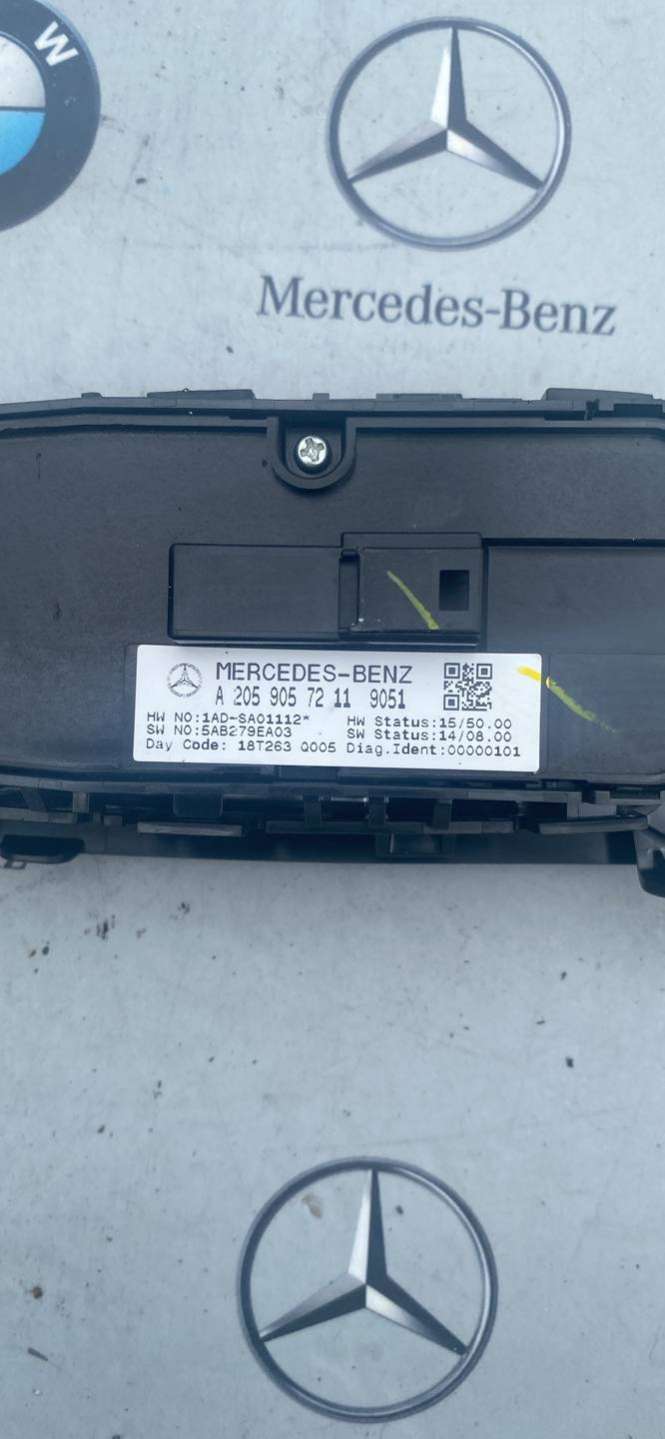 W
Mercedes-Benz
MERCEDES-BENZ
A 205 905 72 11 9051
HW NO:1AD-SA01112* HW Status:15/50.00
SW NO:5AB279EA03 SW Status:14/08.00
Day Code: 18T263 Q005 Diag.Ident:00000101